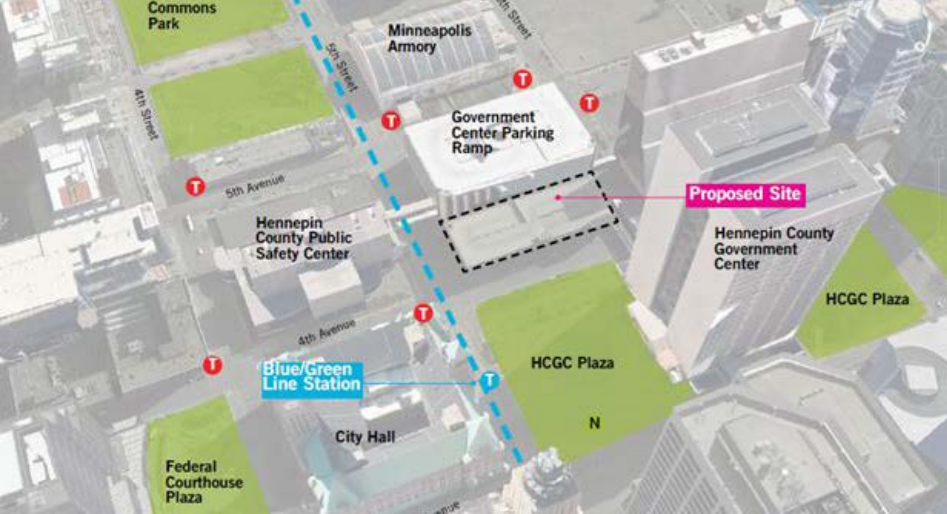 Commons
Park
Minneapolis
Armory
5th Street
4th Street
T
T
T
Government
Center Parking
Ramp
T
5th Avenue
Proposed Site
Hennepin
County Public
Safety Center
Hennepin County
Government
Center
HCGC Plaza
T
4th Avenue
HCGC Plaza
T
Blue/Green
Line Station
T
N
City Hall
Federal
Courthouse
Plaza